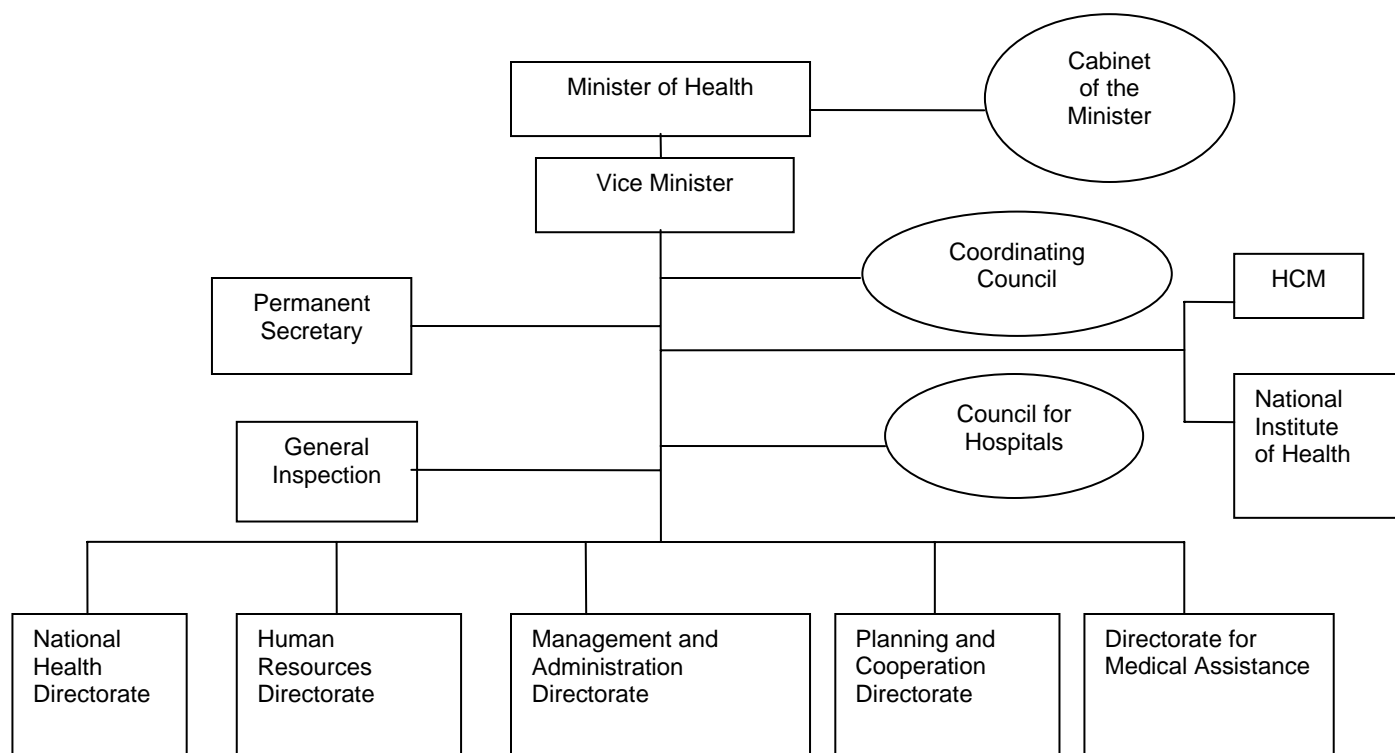 Minister of Health
Cabinet
of the
Minister
Vice Minister
Coordinating
Council
HCM
Permanent
Secretary
National
Institute
of Health
Council for
Hospitals
General
Inspection
National
Health
Directorate
Human
Resources
Directorate
Management and
Administration
Directorate
Planning and
Cooperation
Directorate
Directorate for
Medical Assistance